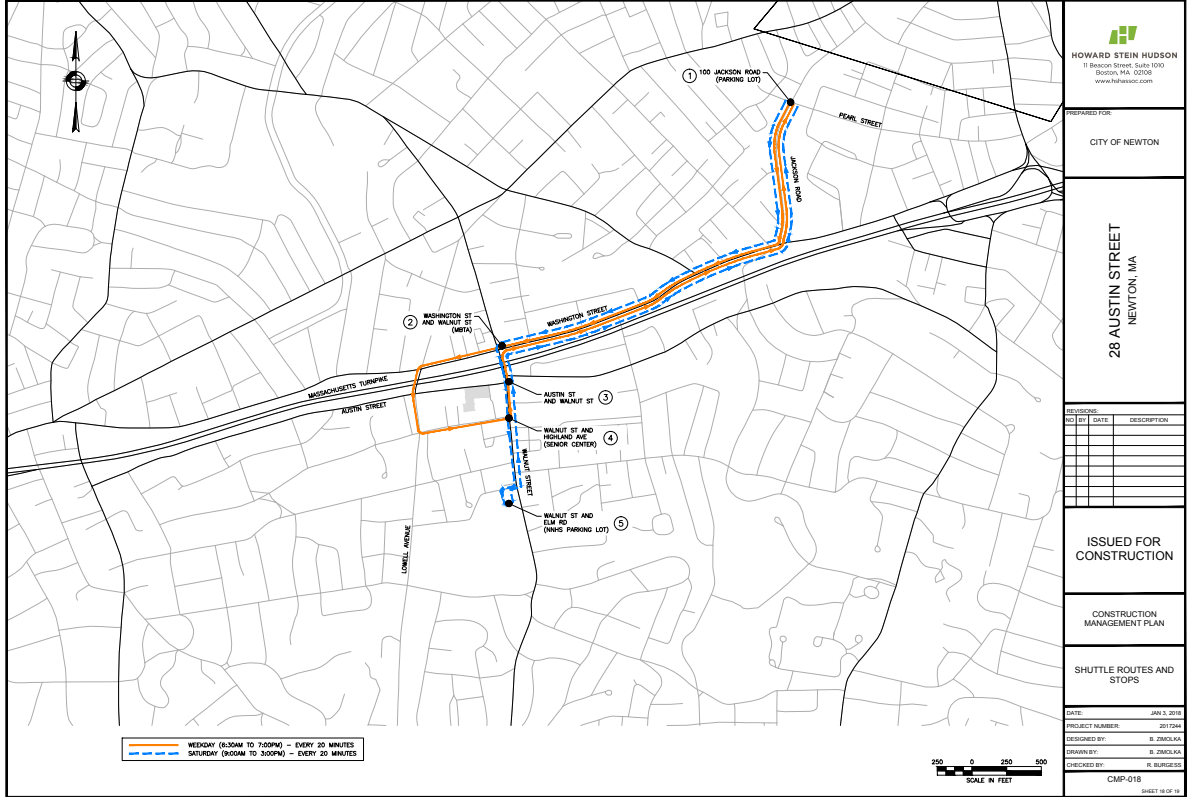 1 100 JACKSON ROAD
(PARKING LOT)
PEARL STREET
JACKSON ROAD
2 WASHINGTON ST
AND WALNUT ST
(MBTA)
WASHINGTON STREET
MASSACHUSETTS TURNPIKE
AUSTIN STREET
AUSTIN ST
AND WALNUT ST 3
WALNUT ST AND
HIGHLAND AVE
(SENIOR CENTER) 4
WALNUT STREET
WALNUT ST AND
ELM RD
(NNHS PARKING LOT) 5
LOWELL AVENUE
WEEKDAY (6:30AM TO 7:00PM) – EVERY 20 MINUTES
SATURDAY (9:00AM TO 3:00PM) – EVERY 20 MINUTES
250 0 250 500
SCALE IN FEET
HOWARD STEIN HUDSON
11 Beacon Street, Suite 1010
Boston, MA 02108
www.hshassoc.com
PREPARED FOR:
CITY OF NEWTON
28 AUSTIN STREET
NEWTON, MA
REVISIONS:
NO BY DATE DESCRIPTION
ISSUED FOR
CONSTRUCTION
CONSTRUCTION
MANAGEMENT PLAN
SHUTTLE ROUTES AND
STOPS
DATE: JAN 3, 2018
PROJECT NUMBER: 2017244
DESIGNED BY: B. ZIMOLKA
DRAWN BY: B. ZIMOLKA
CHECKED BY: R. BURGESS
CMP-018
SHEET 18 OF 19